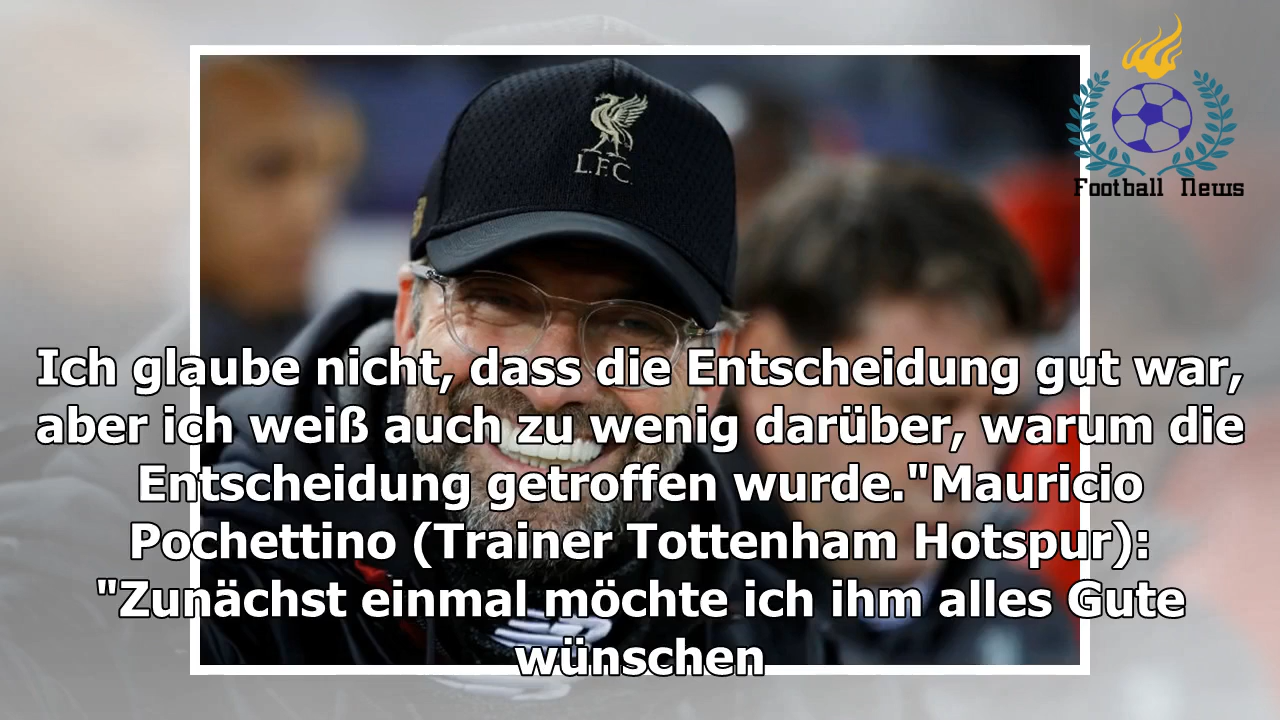 L.F.C.
Football News
Ich glaube nicht, dass die Entscheidung gut war,
aber ich weiß auch zu wenig darüber, warum die
Entscheidung getroffen wurde."Mauricio
Pochettino (Trainer Tottenham Hotspur):
"Zunächst einmal möchte ich ihm alles Gute
wünschen